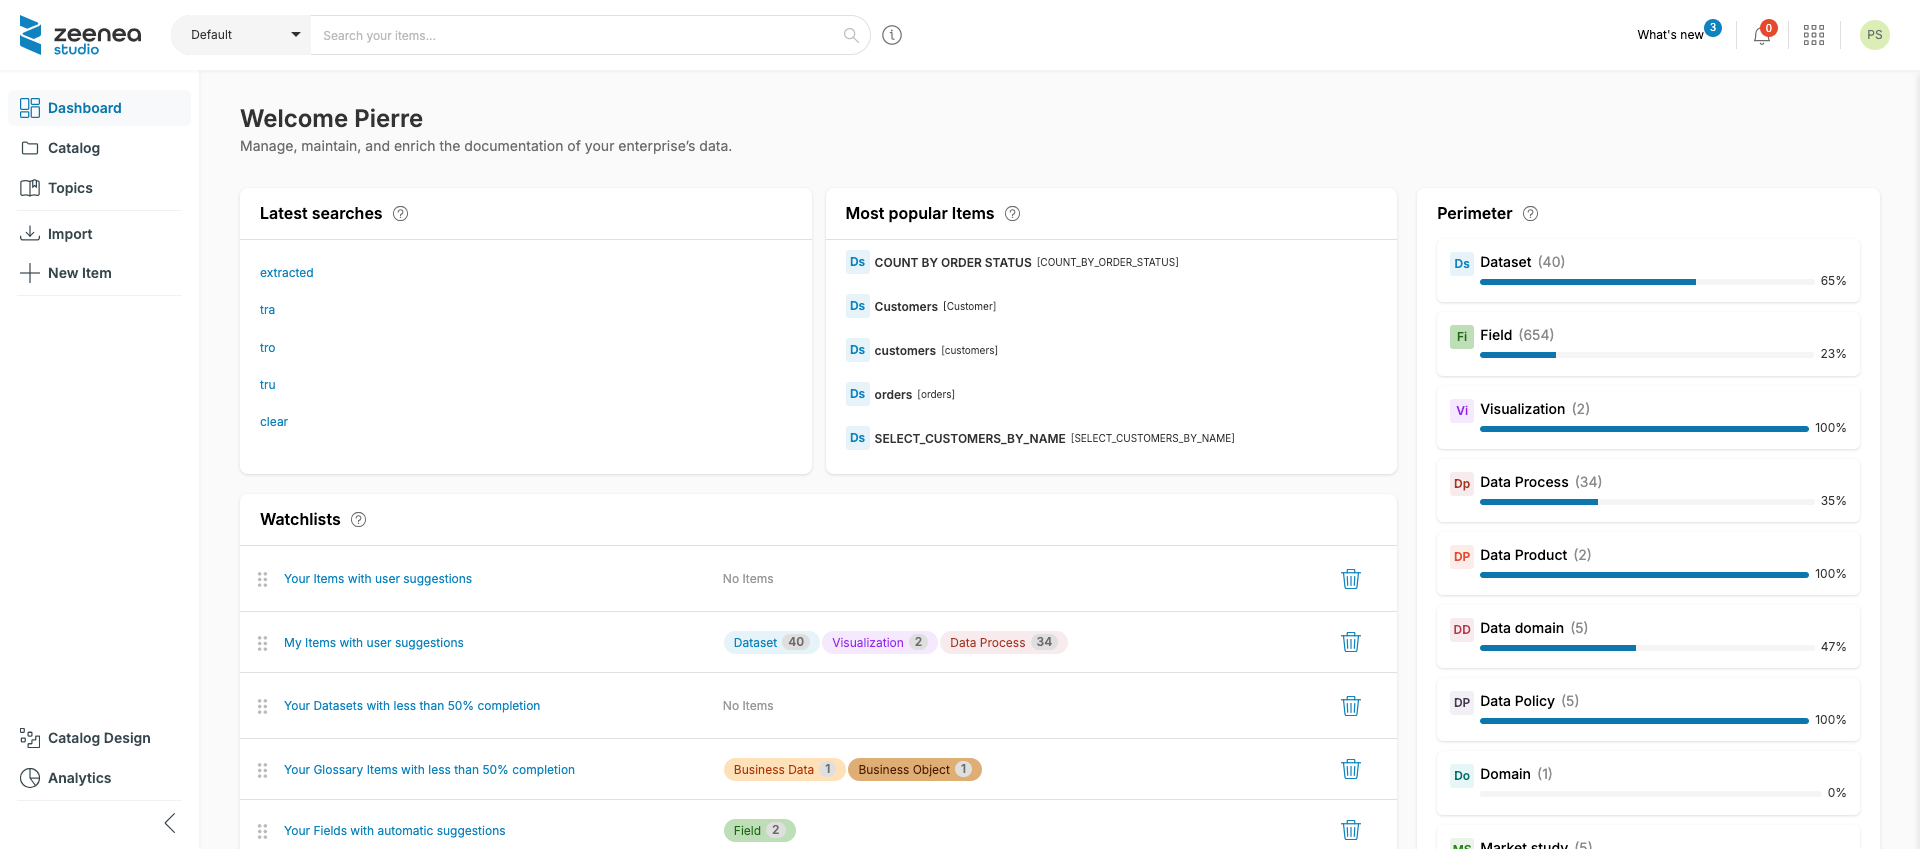 zeenea
studio
Default
Search your items...
What's new 3
0
PS
Dashboard
Catalog
Topics
Import
New Item
Catalog Design
Analytics
Welcome Pierre
Manage, maintain, and enrich the documentation of your enterprise's data.
Latest searches ?
extracted
tra
tro
tru
clear
Most popular Items ?
Ds COUNT BY ORDER STATUS [COUNT_BY_ORDER_STATUS]
Ds Customers [Customer]
Ds customers [customers]
Ds orders [orders]
Ds SELECT_CUSTOMERS_BY_NAME [SELECT_CUSTOMERS_BY_NAME]
Watchlists ?
Your Items with user suggestions No Items
My Items with user suggestions Dataset 40 Visualization 2 Data Process 34
Your Datasets with less than 50% completion No Items
Your Glossary Items with less than 50% completion Business Data 1 Business Object 1
Your Fields with automatic suggestions Field 2
Perimeter ?
Ds Dataset (40)
65%
Fi Field (654)
23%
Vi Visualization (2)
100%
Dp Data Process (34)
35%
DP Data Product (2)
100%
DD Data domain (5)
47%
DP Data Policy (5)
100%
Do Domain (1)
0%
MS Market study (5)